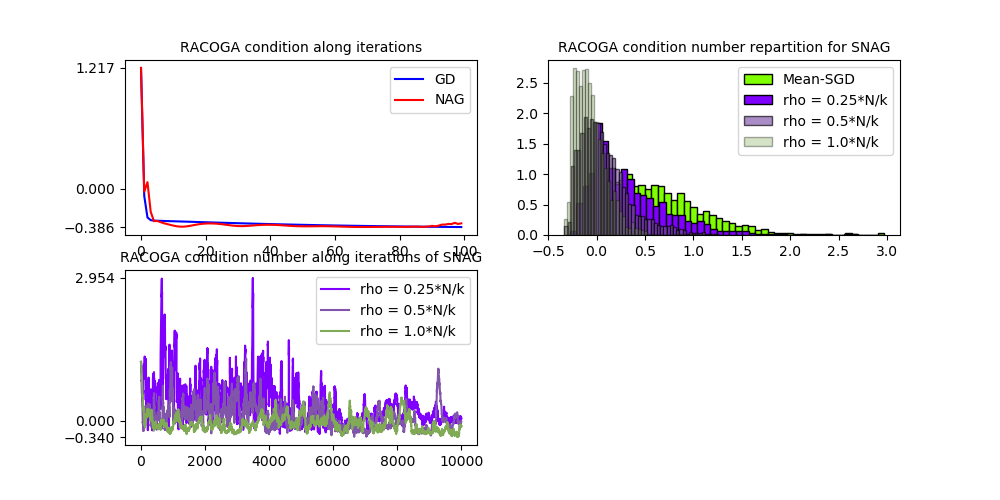 RACOGA condition along iterations
1.217
0.000
−0.386
0 20 40 60 80 100
GD
NAG
RACOGA condition number repartition for SNAG
2.5
2.0
1.5
1.0
0.5
0.0
−0.5 0.0 0.5 1.0 1.5 2.0 2.5 3.0
Mean-SGD
rho = 0.25*N/k
rho = 0.5*N/k
rho = 1.0*N/k
RACOGA condition number along iterations of SNAG
2.954
0.000
−0.340
0 2000 4000 6000 8000 10000
rho = 0.25*N/k
rho = 0.5*N/k
rho = 1.0*N/k